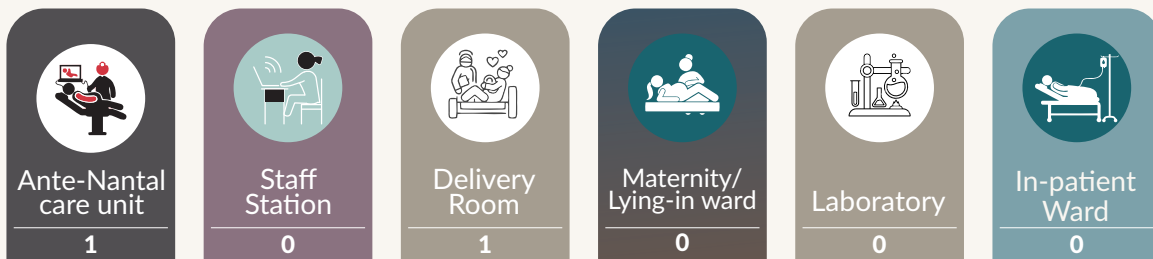 Ante-Nantal
care unit
1
Staff
Station
0
Delivery
Room
1
Maternity/
Lying-in ward
0
Laboratory
0
In-patient
Ward
0